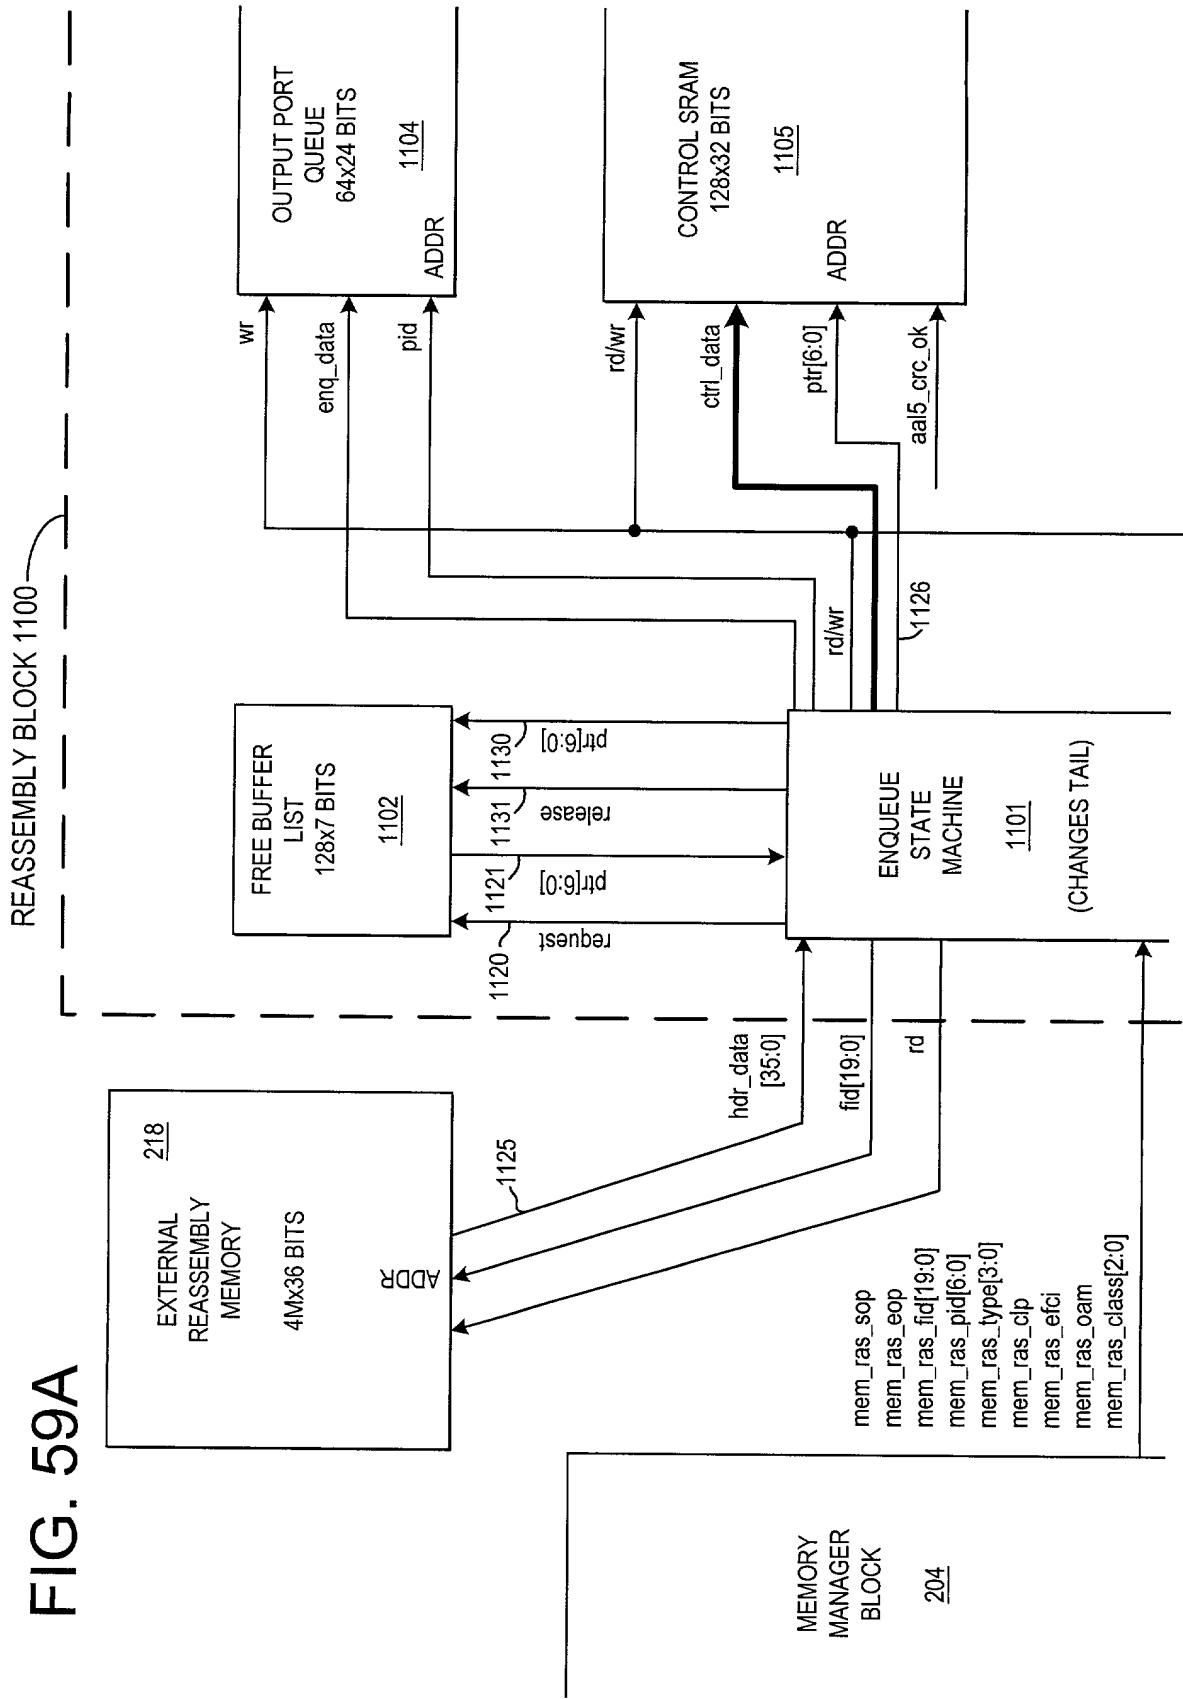 FIG. 59A
REASSEMBLY BLOCK 1100
EXTERNAL
REASSEMBLY
MEMORY
218
4Mx36 BITS
ADDR
FREE BUFFER
LIST
128x7 BITS
1102
OUTPUT PORT
QUEUE
64x24 BITS
1104
ADDR
wr
enq_data
pid
request
1120
ptr[6:0]
1121
release
1131
ptr[6:0]
1130
1125
hdr_data
[35:0]
fid[19:0]
rd
CONTROL SRAM
128x32 BITS
1105
ADDR
rd/wr
ctrl_data
ptr[6:0]
aal5_crc_ok
rd/wr
1126
ENQUEUE
STATE
MACHINE
1101
(CHANGES TAIL)
MEMORY
MANAGER
BLOCK
204
mem_ras_sop
mem_ras_eop
mem_ras_fid[19:0]
mem_ras_pid[6:0]
mem_ras_type[3:0]
mem_ras_clp
mem_ras_efci
mem_ras_oam
mem_ras_class[2:0]